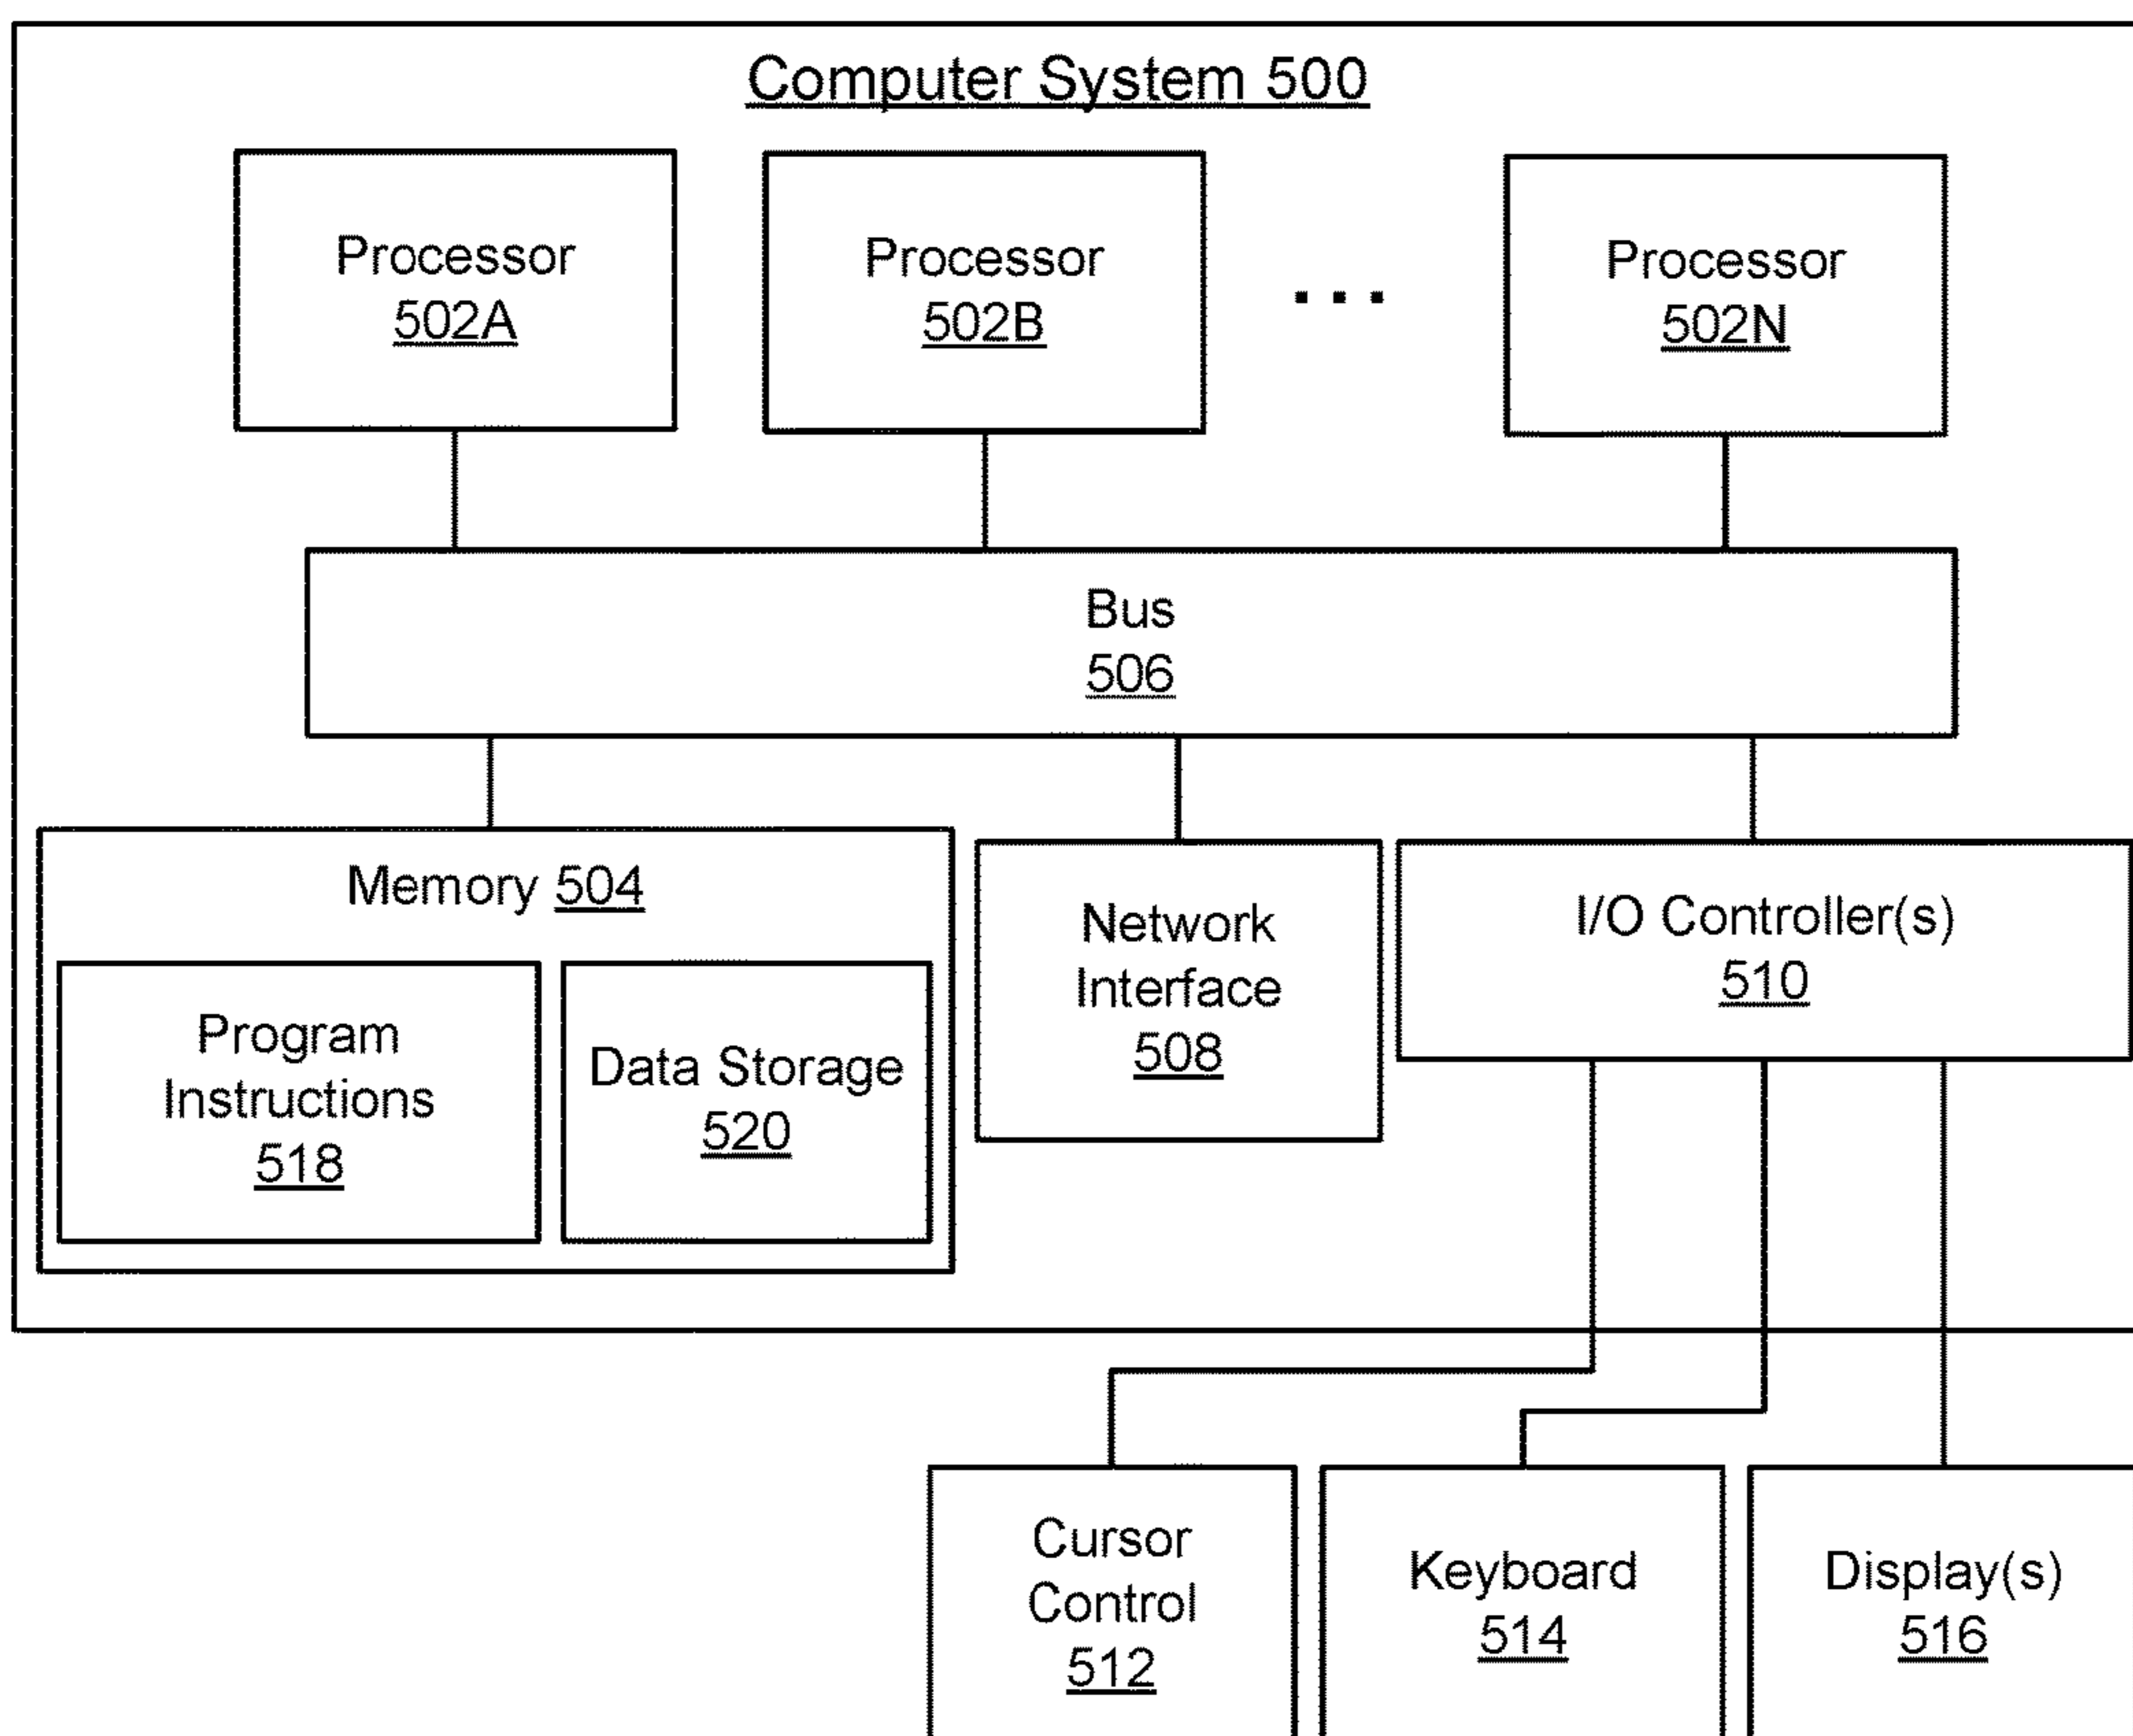 Computer System 500
Processor
502A
Processor
502B
...
Processor
502N
Bus
506
Memory 504
Program
Instructions
518
Data Storage
520
Network
Interface
508
I/O Controller(s)
510
Cursor
Control
512
Keyboard
514
Display(s)
516